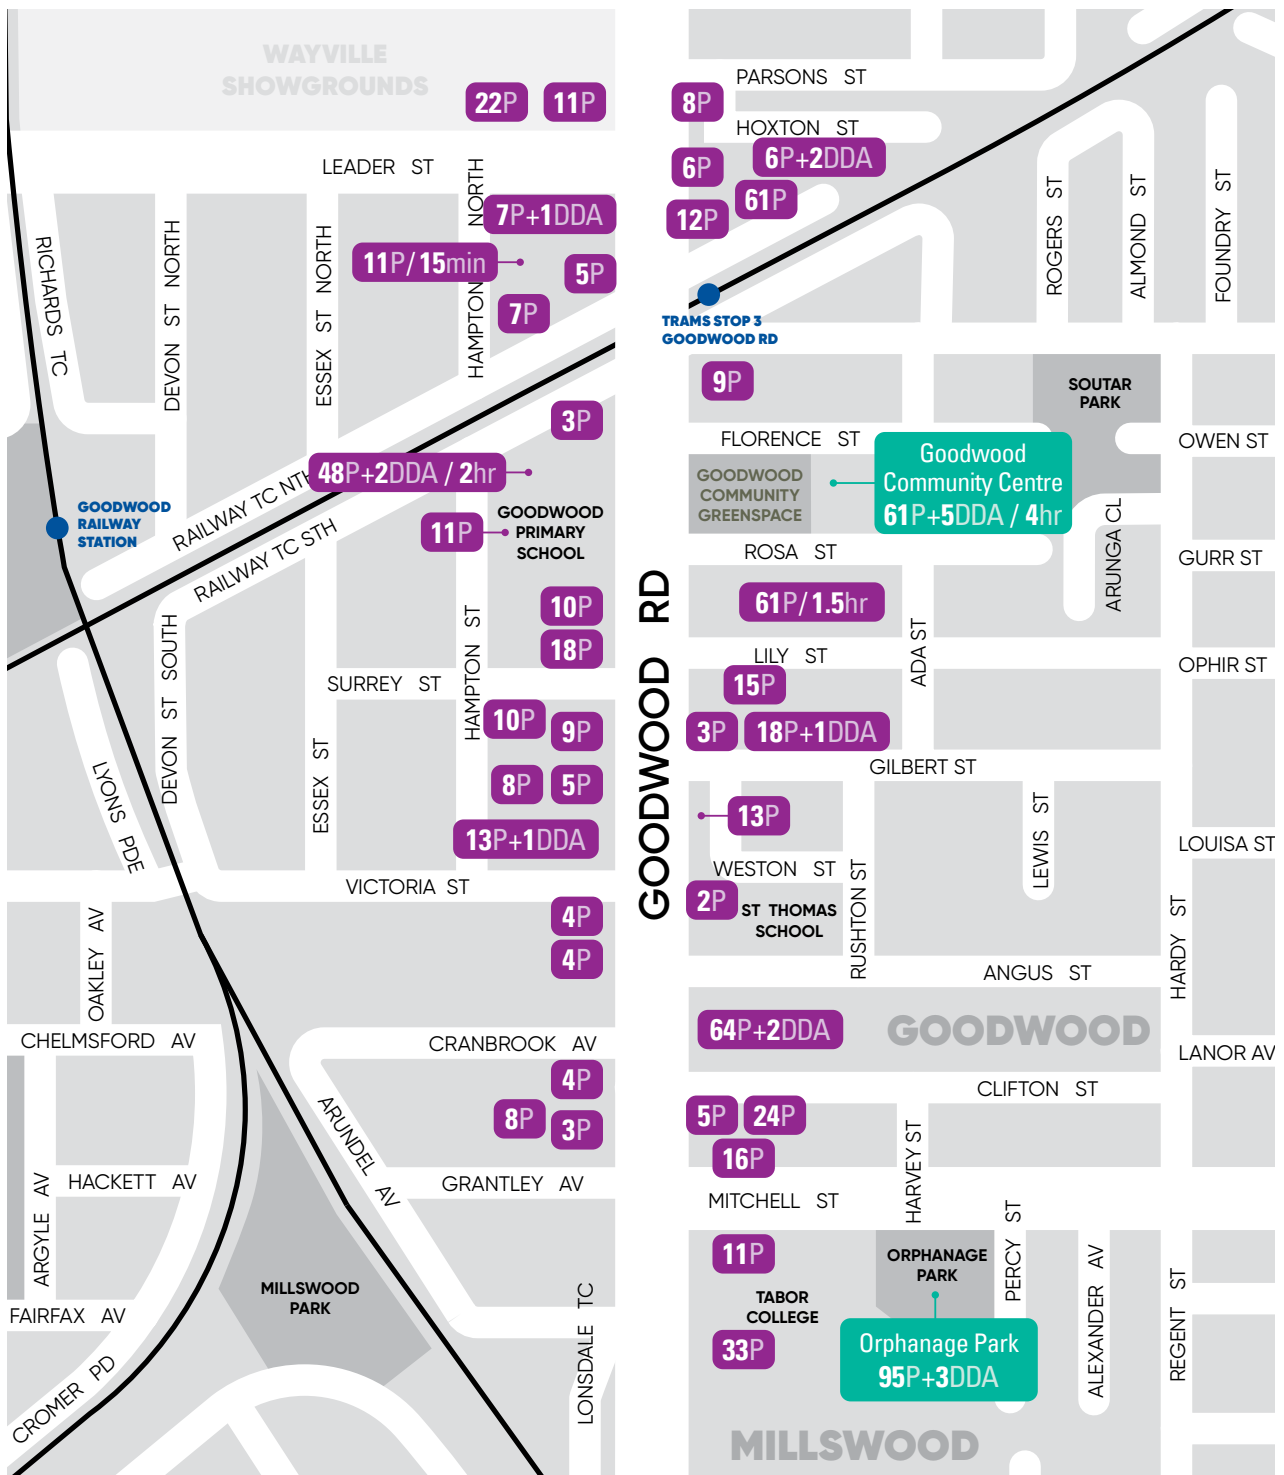 WAYVILLE
SHOWGROUNDS
22P
11P
8P
PARSONS ST
HOXTON ST
6P+2DDA
6P
61P
12P
LEADER ST
HAMPTON NORTH
7P+1DDA
11P/15min
5P
7P
RICHARDS TC
DEVON ST NORTH
ESSEX ST NORTH
ROGERS ST
ALMOND ST
FOUNDRY ST
TRAMS STOP 3
GOODWOOD RD
9P
SOUTAR
PARK
3P
FLORENCE ST
OWEN ST
48P+2DDA / 2hr
GOODWOOD
COMMUNITY
GREENSPACE
Goodwood
Community Centre
61P+5DDA / 4hr
GOODWOOD
RAILWAY
STATION
RAILWAY TC NTH
RAILWAY TC STH
11P
GOODWOOD
PRIMARY
SCHOOL
ROSA ST
ARUNGA CL
GURR ST
10P
18P
61P/1.5hr
GOODWOOD RD
ADA ST
LILY ST
OPHIR ST
DEVON ST SOUTH
SURREY ST
HAMPTON ST
15P
10P
9P
3P
18P+1DDA
LYONS PDE
ESSEX ST
8P
5P
GILBERT ST
13P
13P+1DDA
LEWIS ST
LOUISA ST
VICTORIA ST
WESTON ST
2P
ST THOMAS
SCHOOL
RUSHTON ST
4P
4P
OAKLEY AV
ANGUS ST
HARDY ST
CHELMSFORD AV
CRANBROOK AV
64P+2DDA
GOODWOOD
LANOR AV
4P
8P
3P
CLIFTON ST
5P
24P
16P
ARUNDEL AV
HARVEY ST
HACKETT AV
GRANTLEY AV
MITCHELL ST
ARGYLE AV
PERCY ST
11P
ORPHANAGE
PARK
ALEXANDER AV
REGENT ST
MILLSWOOD
PARK
TABOR
COLLEGE
FAIRFAX AV
LONSDALE TC
33P
Orphanage Park
95P+3DDA
CROMER PD
MILLSWOOD